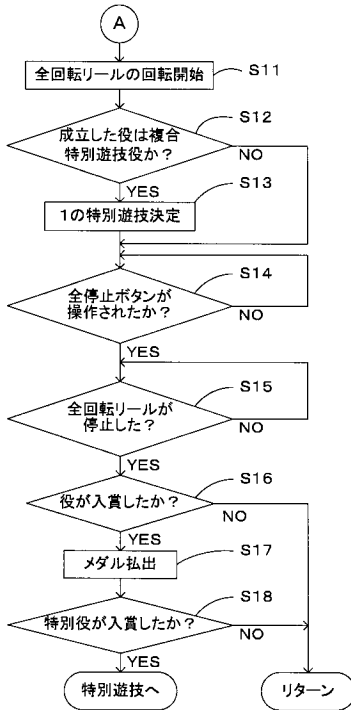 A
全回転リールの回転開始
S11
成立した役は複合
特別遊技役か？
S12
NO
YES
1の特別遊技決定
S13
全停止ボタンが
操作されたか？
S14
NO
YES
全回転リールが
停止した？
S15
NO
YES
役が入賞したか？
S16
NO
YES
メダル払出
S17
特別役が入賞したか？
S18
NO
YES
特別遊技へ
リターン